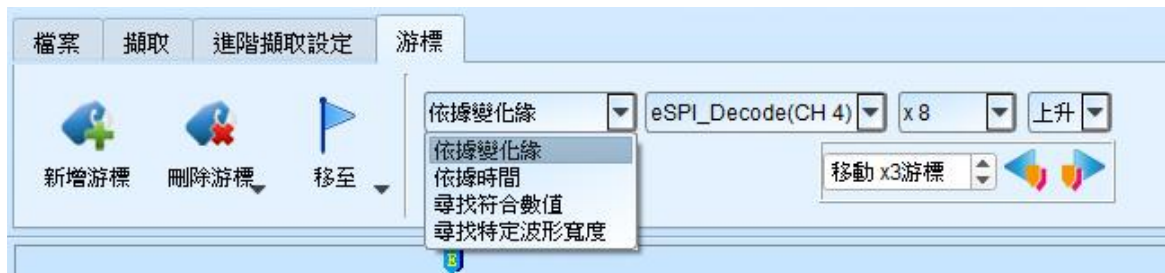 檔案 擷取 進階擷取設定 游標
依據變化緣 eSPI_Decode(CH 4) x 8 上升
依據變化緣
依據時間
尋找符合數值
尋找特定波形寬度
新增游標 刪除游標 移至
移動 x3游標
E